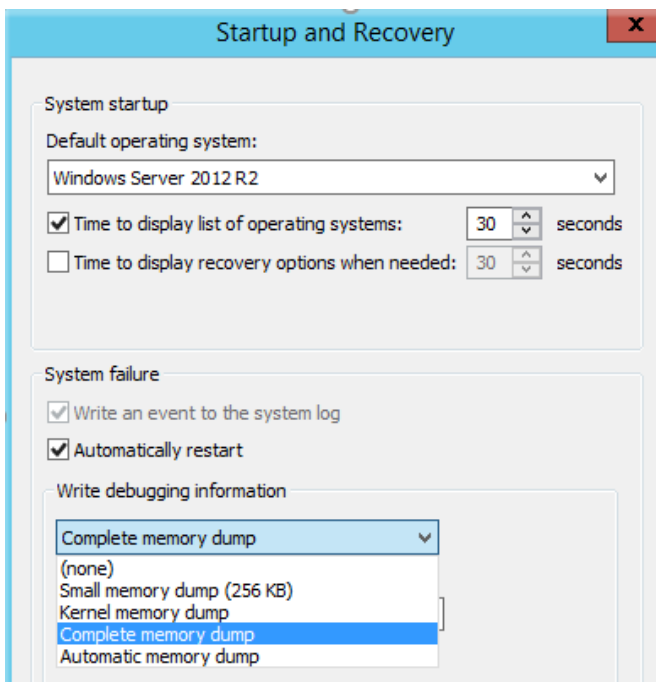 Startup and Recovery
x
System startup
Default operating system:
Windows Server 2012 R2
Time to display list of operating systems: 30 seconds
Time to display recovery options when needed: 30 seconds
System failure
Write an event to the system log
Automatically restart
Write debugging information
Complete memory dump
(none)
Small memory dump (256 KB)
Kernel memory dump
Complete memory dump
Automatic memory dump